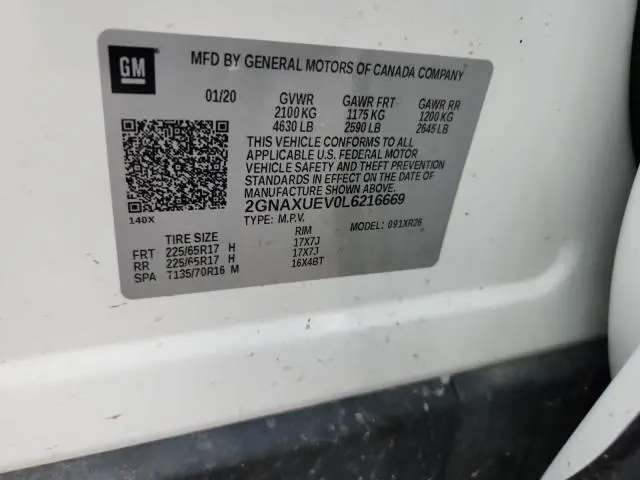 GM
MFD BY GENERAL MOTORS OF CANADA COMPANY
01/20 GVWR GAWR FRT GAWR RR
2100 KG 1175 KG 1200 KG
4630 LB 2590 LB 2645 LB
THIS VEHICLE CONFORMS TO ALL
APPLICABLE U.S. FEDERAL MOTOR
VEHICLE SAFETY AND THEFT PREVENTION
STANDARDS IN EFFECT ON THE DATE OF
MANUFACTURE SHOWN ABOVE.
2GNAXUEV0L6216669
140X
TYPE: M.P.V. MODEL: 091XR26
TIRE SIZE RIM
FRT 225/65R17 H 17X7J
RR 225/65R17 H 17X7J
SPA T135/70R16 M 16X4BT